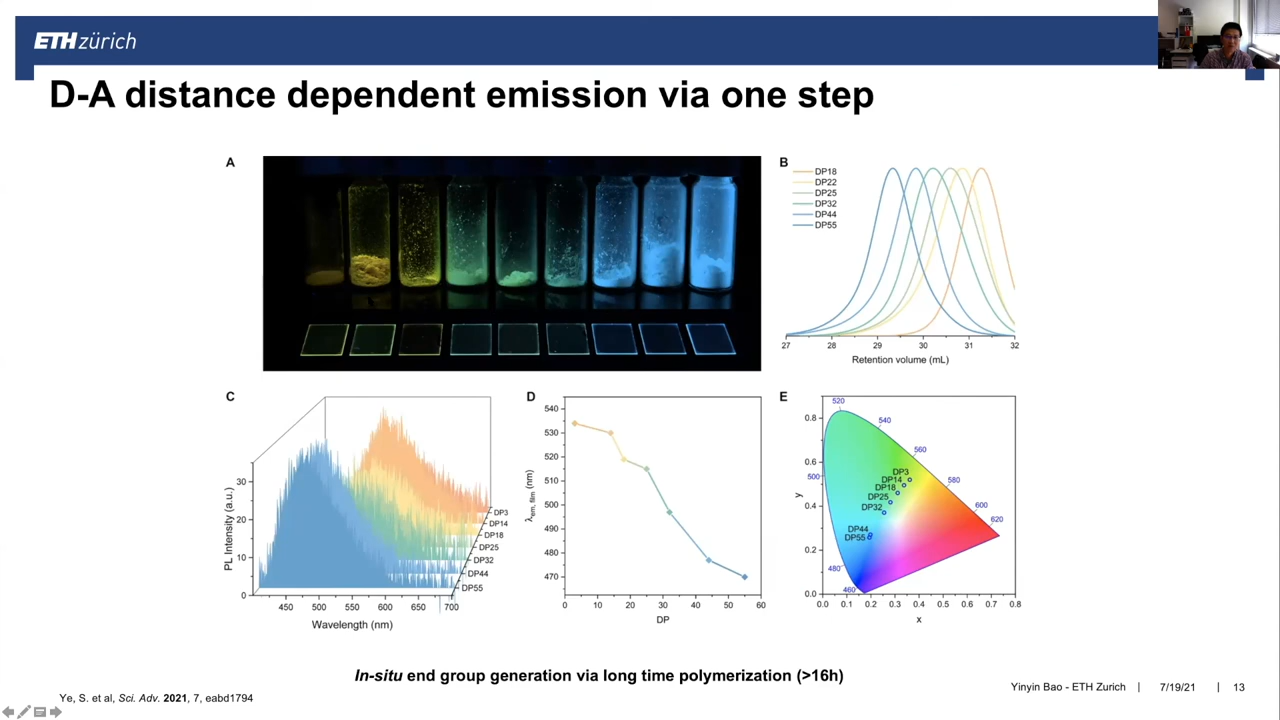 ETH zürich
D-A distance dependent emission via one step
A
B
DP18
DP22
DP25
DP32
DP44
DP55
27 28 29 30 31 32
Retention volume (mL)
C
PL Intensity (a.u.)
30
20
10
0
450 500 550 600 650 700
Wavelength (nm)
DP3
DP14
DP18
DP25
DP32
DP44
DP55
D
λem, film (nm)
540
530
520
510
500
490
480
470
0 10 20 30 40 50 60
DP
E
y
0.8
0.6
0.4
0.2
0.0
0.0 0.1 0.2 0.3 0.4 0.5 0.6 0.7 0.8
x
520
540
560
580
600
620
500
480
460
DP3
DP14
DP18
DP25
DP32
DP44
DP55
In-situ end group generation via long time polymerization (>16h)
Ye, S. et al, Sci. Adv. 2021, 7, eabd1794
Yinyin Bao - ETH Zurich | 7/19/21 | 13